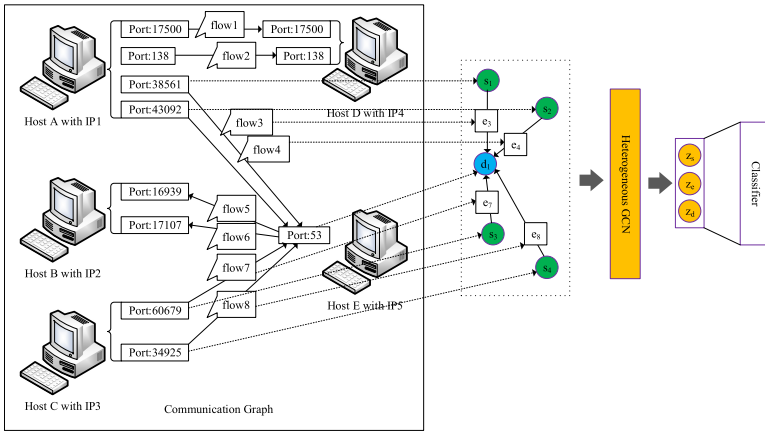 Port:17500
flow1
Port:17500
Port:138
flow2
Port:138
Port:38561
Port:43092
Host A with IP1
Host D with IP4
flow3
flow4
Port:16939
Port:17107
flow5
flow6
Port:53
flow7
flow8
Host B with IP2
Host E with IP5
Port:60679
Port:34925
Host C with IP3
Communication Graph
s1
s2
e3
e4
d1
e7
s3
e8
s4
Heterogeneous GCN
zs
ze
zd
Classifier